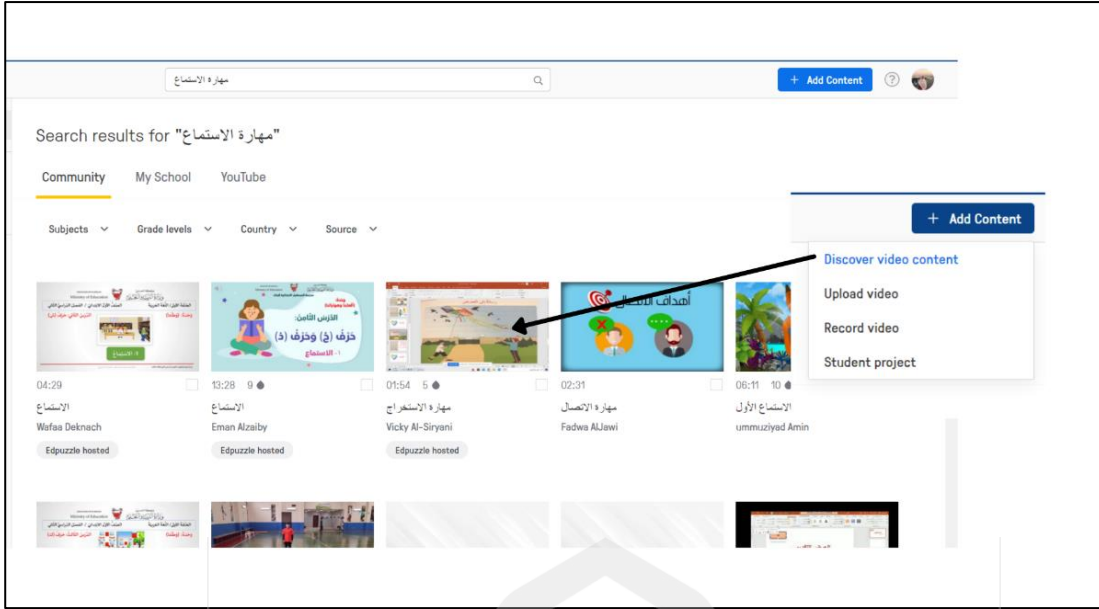 مهارة الاستماع
+ Add Content
?
Search results for "مهارة الاستماع"
Community My School YouTube
Subjects Grade levels Country Source
+ Add Content
Discover video content
Upload video
Record video
Student project
الدرس الثامن:
حَرْفُ (خ) وَحَرْفُ (ذ)
١- الاستماع
أهداف الاتصال
04:29
13:28 9
01:54 5
02:31
06:11 10
الاستماع
الاستماع
مهارة الاستخراج
مهارة الاتصال
الاستماع الأول
Wafaa Deknach
Eman Alzaiby
Vicky Al-Siryani
Fadwa AlJawi
ummuziyad Amin
Edpuzzle hosted
Edpuzzle hosted
Edpuzzle hosted